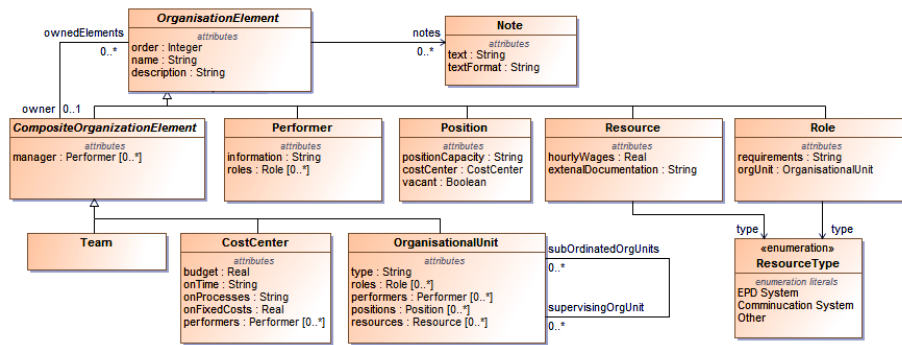 OrganisationElement
attributes
order : Integer
name : String
description : String
ownedElements
0..*
notes
0..*
Note
attributes
text : String
textFormat : String
owner 0..1
CompositeOrganizationElement
attributes
manager : Performer [0..*]
Performer
attributes
information : String
roles : Role [0..*]
Position
attributes
positionCapacity : String
costCenter : CostCenter
vacant : Boolean
Resource
attributes
hourlyWages : Real
extenalDocumentation : String
Role
attributes
requirements : String
orgUnit : OrganisationalUnit
Team
CostCenter
attributes
budget : Real
onTime : String
onProcesses : String
onFixedCosts : Real
performers : Performer [0..*]
OrganisationalUnit
attributes
type : String
roles : Role [0..*]
performers : Performer [0..*]
positions : Position [0..*]
resources : Resource [0..*]
subOrdinatedOrgUnits
0..*
supervisingOrgUnit
0..*
type
type
«enumeration»
ResourceType
enumeration literals
EPD System
Comminucation System
Other